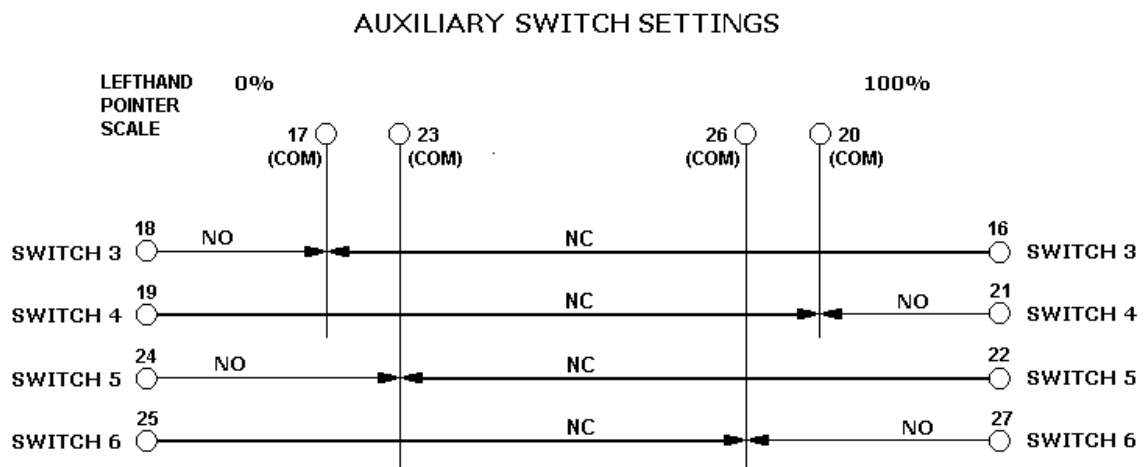 AUXILIARY SWITCH SETTINGS
LEFTHAND POINTER SCALE 0% 100%
17 (COM) 23 (COM) 26 (COM) 20 (COM)
18 NO NC 16
SWITCH 3 SWITCH 3
19 NC NO 21
SWITCH 4 SWITCH 4
24 NO NC 22
SWITCH 5 SWITCH 5
25 NC NO 27
SWITCH 6 SWITCH 6